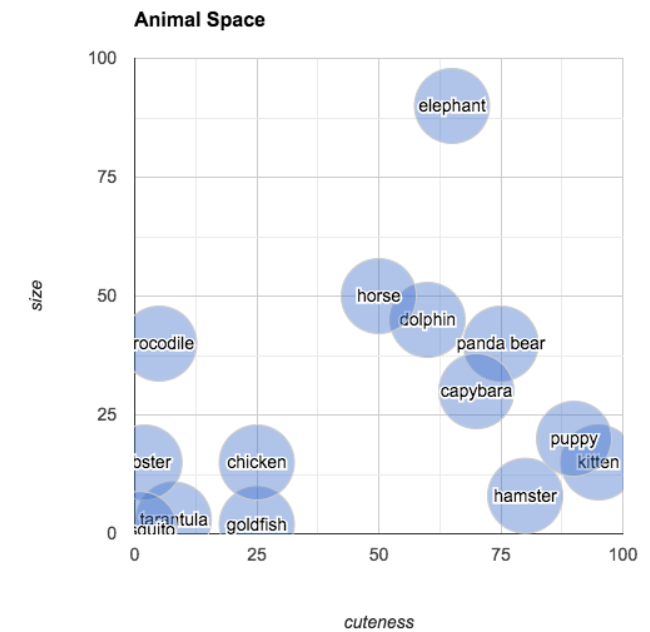 Animal Space
100
elephant
75
size
50
horse
dolphin
rocodile
panda bear
capybara
25
puppy
bster
chicken
kitten
hamster
tarantula
goldfish
squito
0
0 25 50 75 100
cuteness